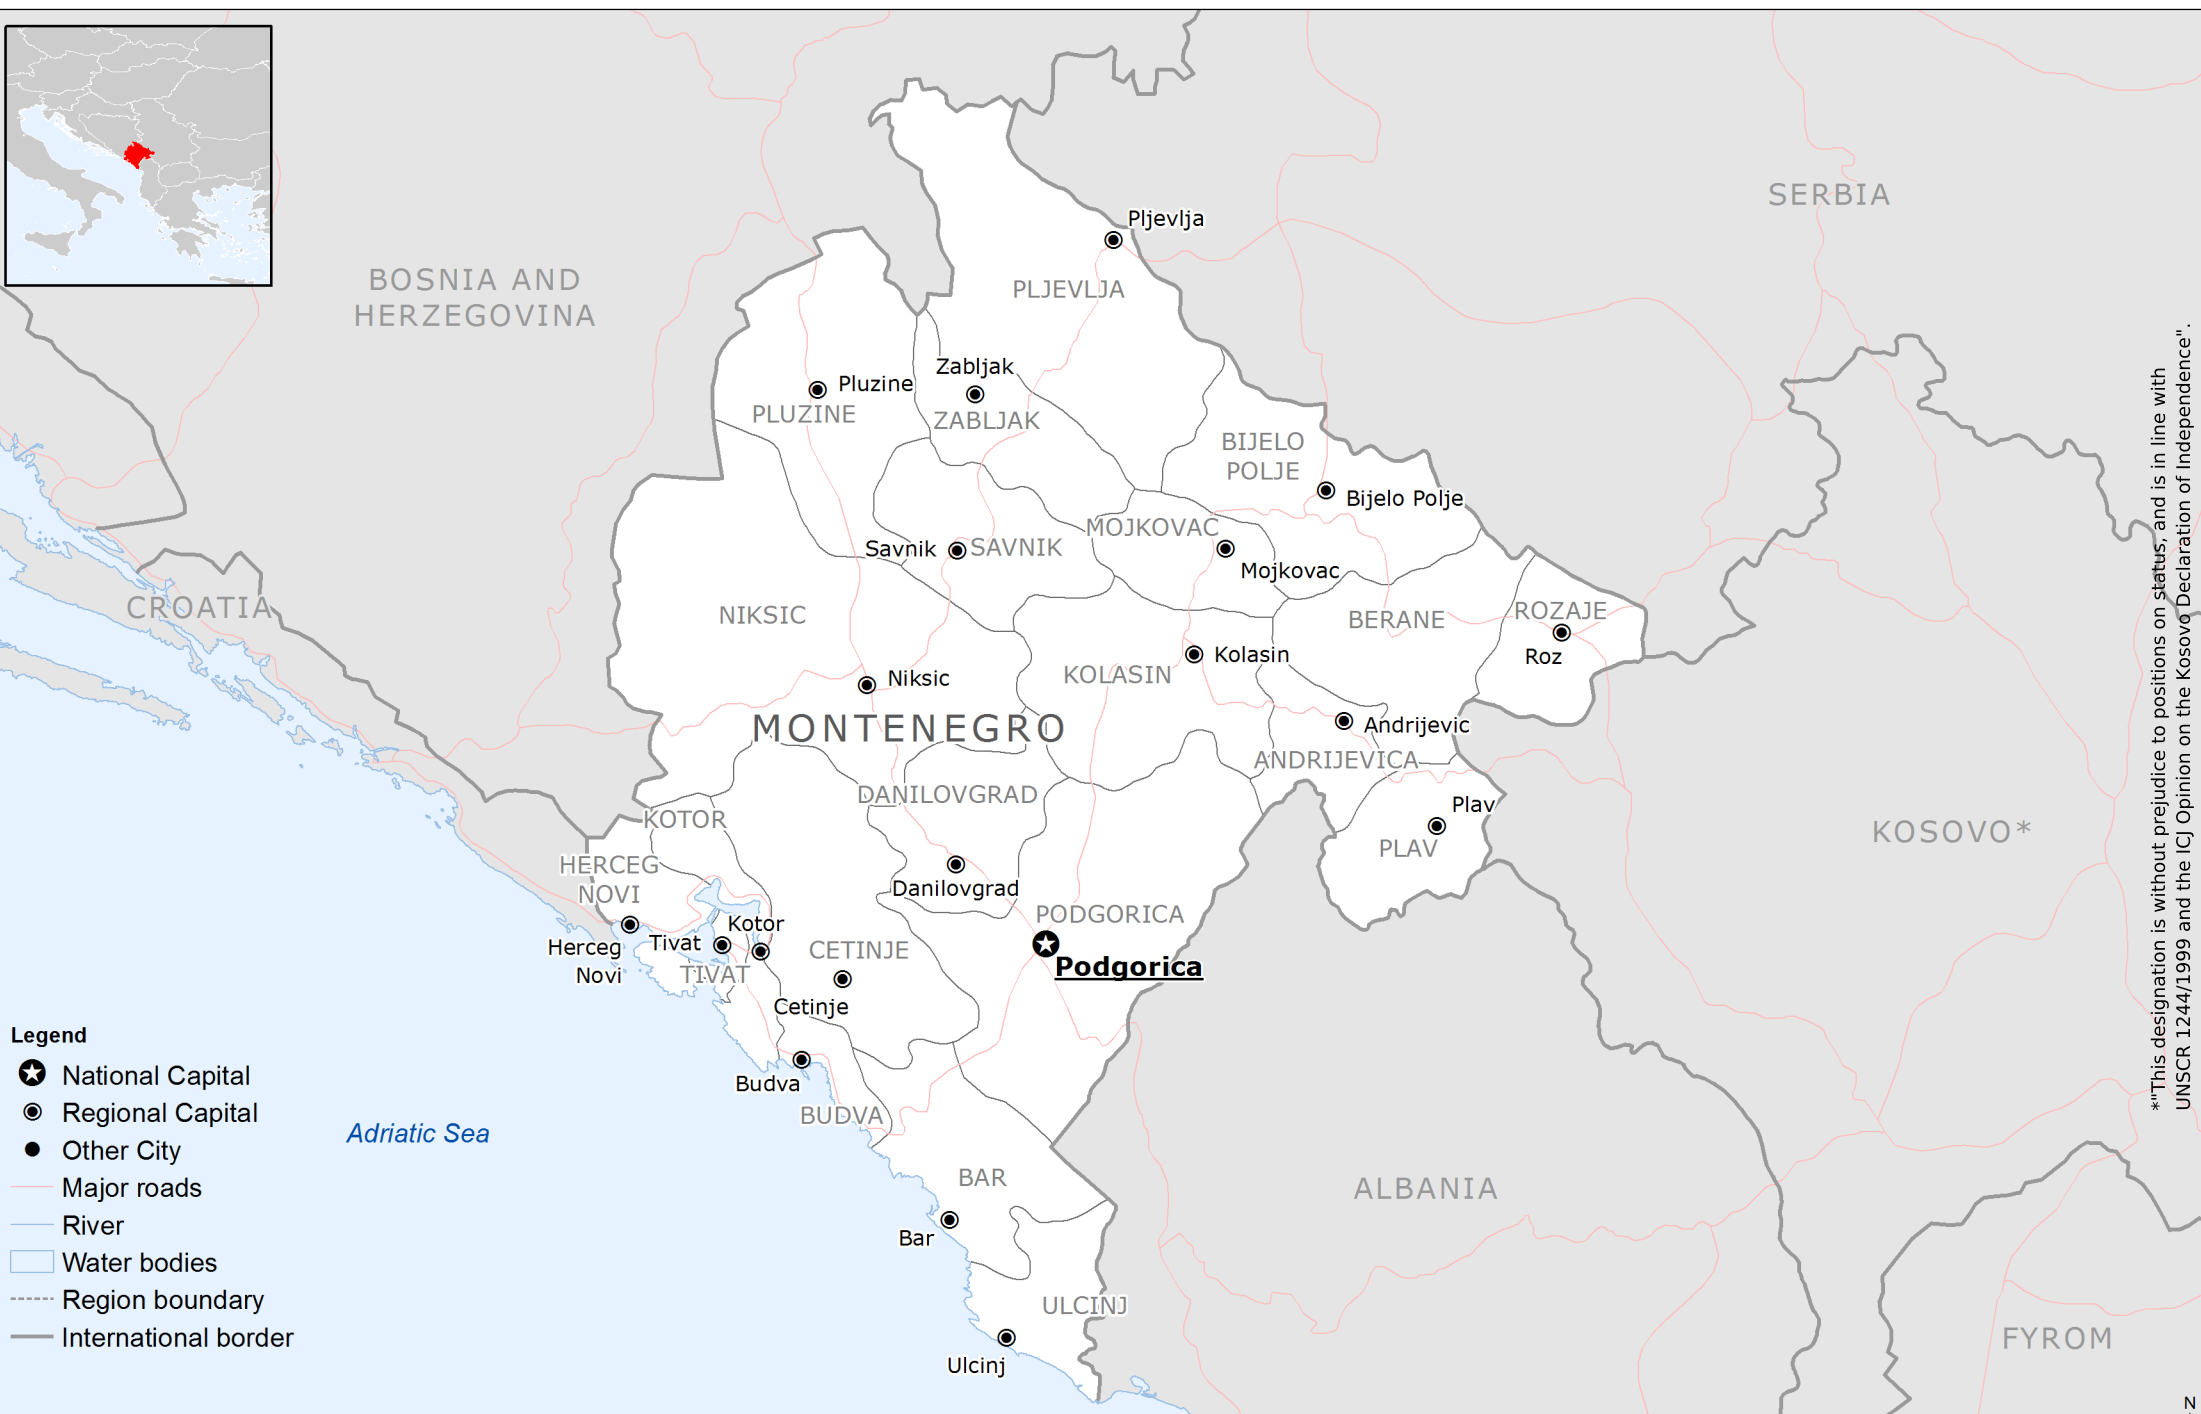 SERBIA
Pljevlja
BOSNIA AND
HERZEGOVINA
PLJEVLJA
Zabljak
Pluzine
PLUZINE
ZABLJAK
BIJELO
POLJE
Bijelo Polje
MOJKOVAC
Savnik
SAVNIK
Mojkovac
CROATIA
NIKSIC
BERANE
ROZAJE
Roz
Kolasin
KOLASIN
Niksic
MONTENEGRO
Andrijevic
ANDRIJEVICA
DANILOVGRAD
Plav
KOTOR
KOSOVO*
PLAV
HERCEG
NOVI
Danilovgrad
PODGORICA
Kotor
Tivat
Herceg
Novi
CETINJE
Podgorica
TIVAT
Cetinje
Budva
BUDVA
Adriatic Sea
BAR
ALBANIA
Bar
ULCINJ
FYROM
Ulcinj
Legend
National Capital
Regional Capital
Other City
Major roads
River
Water bodies
Region boundary
International border
*"This designation is without prejudice to positions on status, and is in line with
UNSCR 1244/1999 and the ICJ Opinion on the Kosovo Declaration of Independence".
N